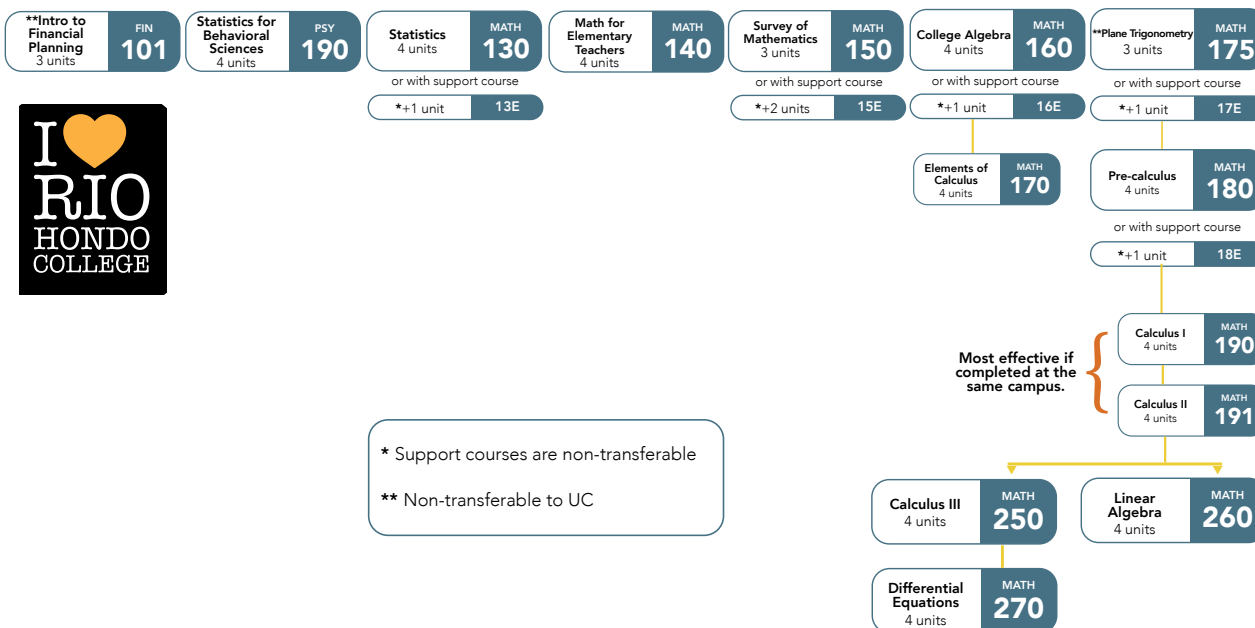 **Intro to
Financial
Planning
3 units
FIN
101
Statistics for
Behavioral
Sciences
4 units
PSY
190
Statistics
4 units
MATH
130
or with support course
*+1 unit
13E
Math for
Elementary
Teachers
4 units
MATH
140
Survey of
Mathematics
3 units
MATH
150
or with support course
*+2 units
15E
College Algebra
4 units
MATH
160
or with support course
*+1 unit
16E
Elements of
Calculus
4 units
MATH
170
**Plane Trigonometry
3 units
MATH
175
or with support course
*+1 unit
17E
Pre-calculus
4 units
MATH
180
or with support course
*+1 unit
18E
I
RIO
HONDO
COLLEGE
Calculus I
4 units
MATH
190
Most effective if
completed at the
same campus.
Calculus II
4 units
MATH
191
* Support courses are non-transferable
** Non-transferable to UC
Calculus III
4 units
MATH
250
Linear
Algebra
4 units
MATH
260
Differential
Equations
4 units
MATH
270